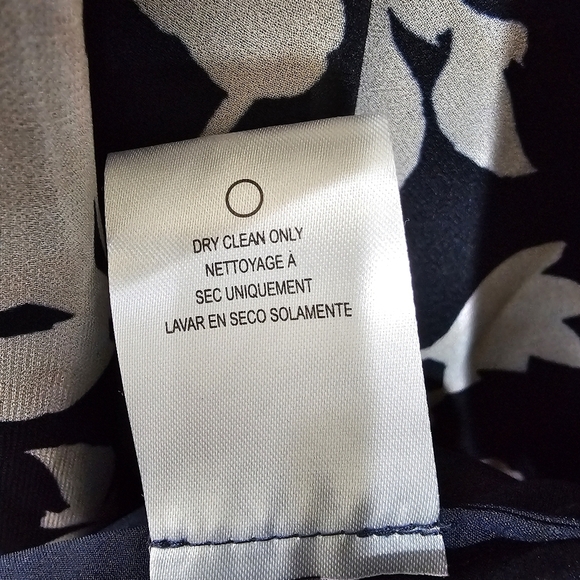 DRY CLEAN ONLY
NETTOYAGE À
SEC UNIQUEMENT
LAVAR EN SECO SOLAMENTE